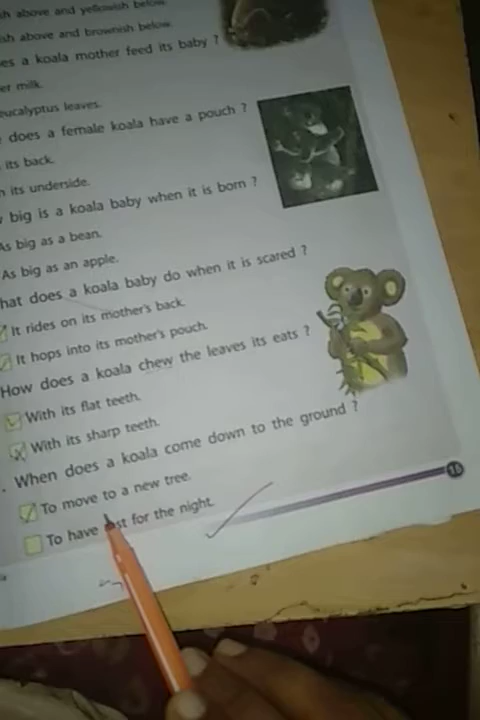 sh above and yellowish below.
ish above and brownish below.
es a koala mother feed its baby ?
er milk.
eucalyptus leaves.
does a female koala have a pouch ?
its back.
its underside.
big is a koala baby when it is born ?
As big as a bean.
As big as an apple.
hat does a koala baby do when it is scared ?
It rides on its mother's back.
It hops into its mother's pouch.
How does a koala chew the leaves its eats ?
With its flat teeth.
With its sharp teeth.
. When does a koala come down to the ground ?
To move to a new tree.
To have for the night.